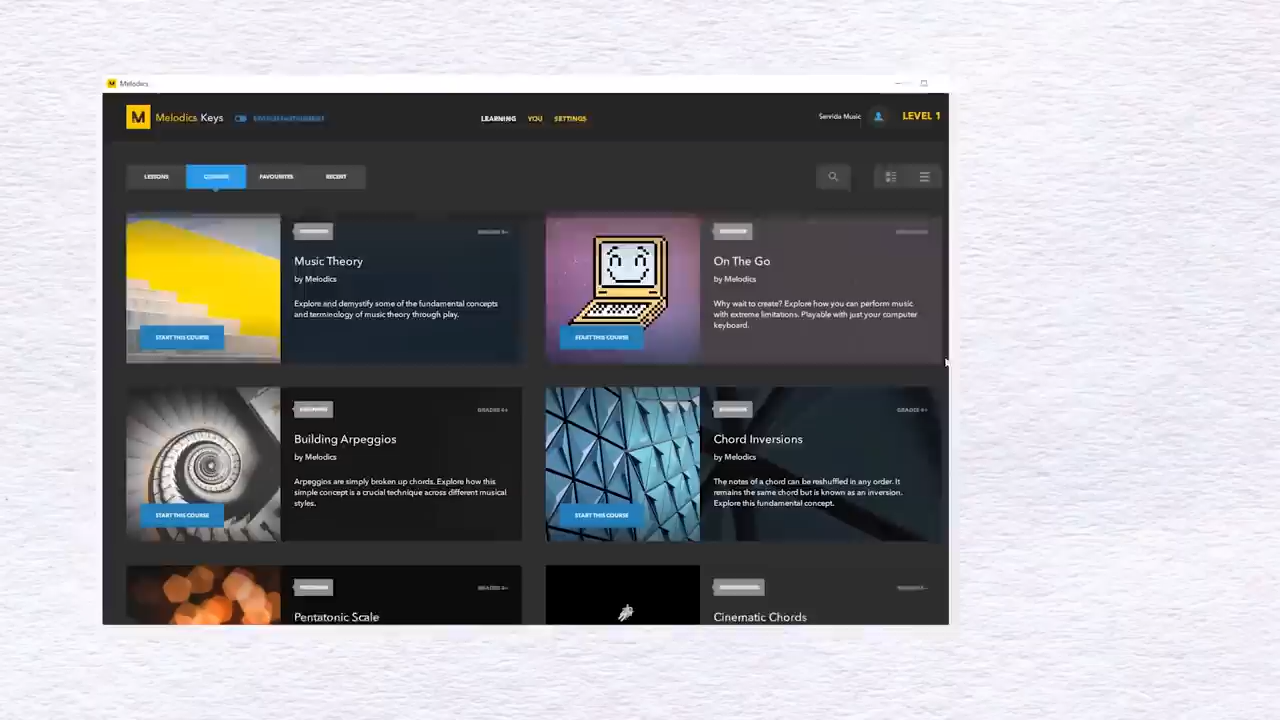 Melodics
M Melodics Keys
LEARNING YOU SETTINGS
Senrida Music
LEVEL 1
LESSONS COURSES FAVOURITES RECENT
Music Theory
by Melodics
Explore and demystify some of the fundamental concepts
and terminology of music theory through play.
START THIS COURSE
On The Go
by Melodics
Why wait to create? Explore how you can perform music
with extreme limitations. Playable with just your computer
keyboard.
START THIS COURSE
Building Arpeggios
by Melodics
Arpeggios are simply broken up chords. Explore how this
simple concept is a crucial technique across different musical
styles.
START THIS COURSE
Chord Inversions
by Melodics
The notes of a chord can be reshuffled in any order. It
remains the same chord but is known as an inversion.
Explore this fundamental concept.
START THIS COURSE
Pentatonic Scale
Cinematic Chords